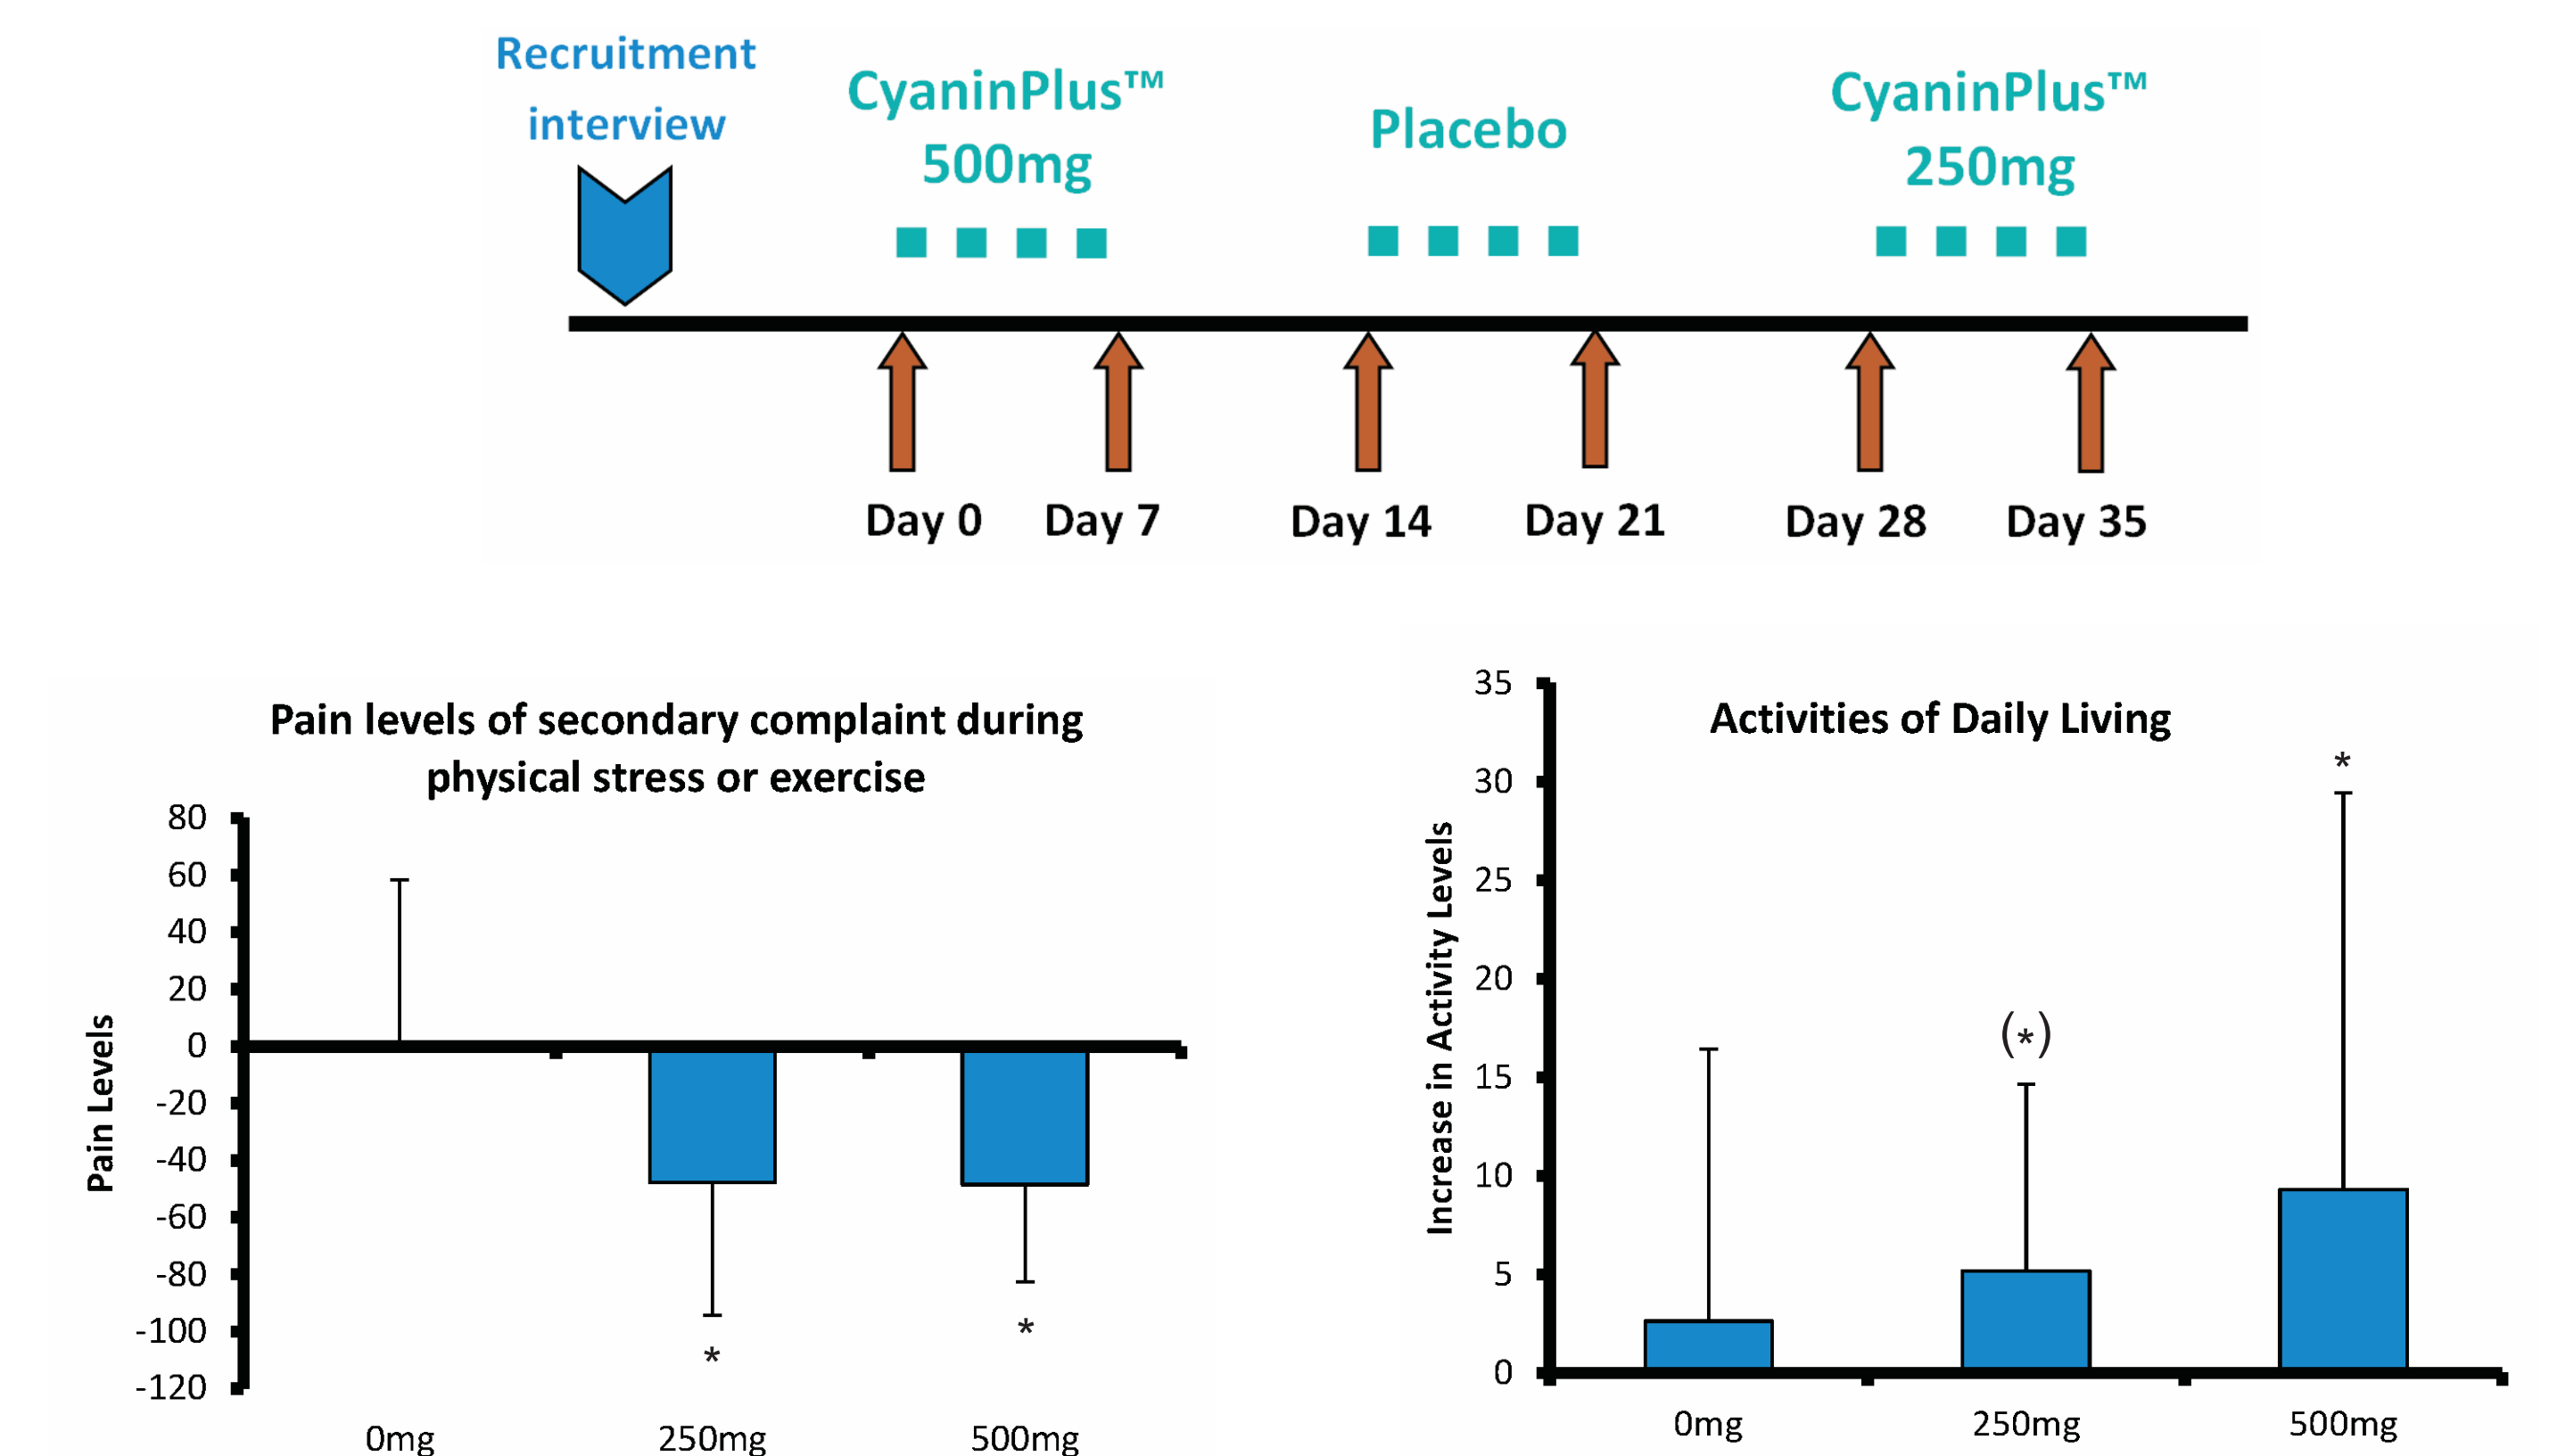 Recruitment
interview
CyaninPlus™
500mg
Placebo
CyaninPlus™
250mg
Day 0
Day 7
Day 14
Day 21
Day 28
Day 35
Pain levels of secondary complaint during
physical stress or exercise
Pain Levels
80
60
40
20
0
-20
-40
-60
-80
-100
-120
*
*
0mg
250mg
500mg
Activities of Daily Living
Increase in Activity Levels
35
30
25
20
15
10
5
0
(*)
*
0mg
250mg
500mg